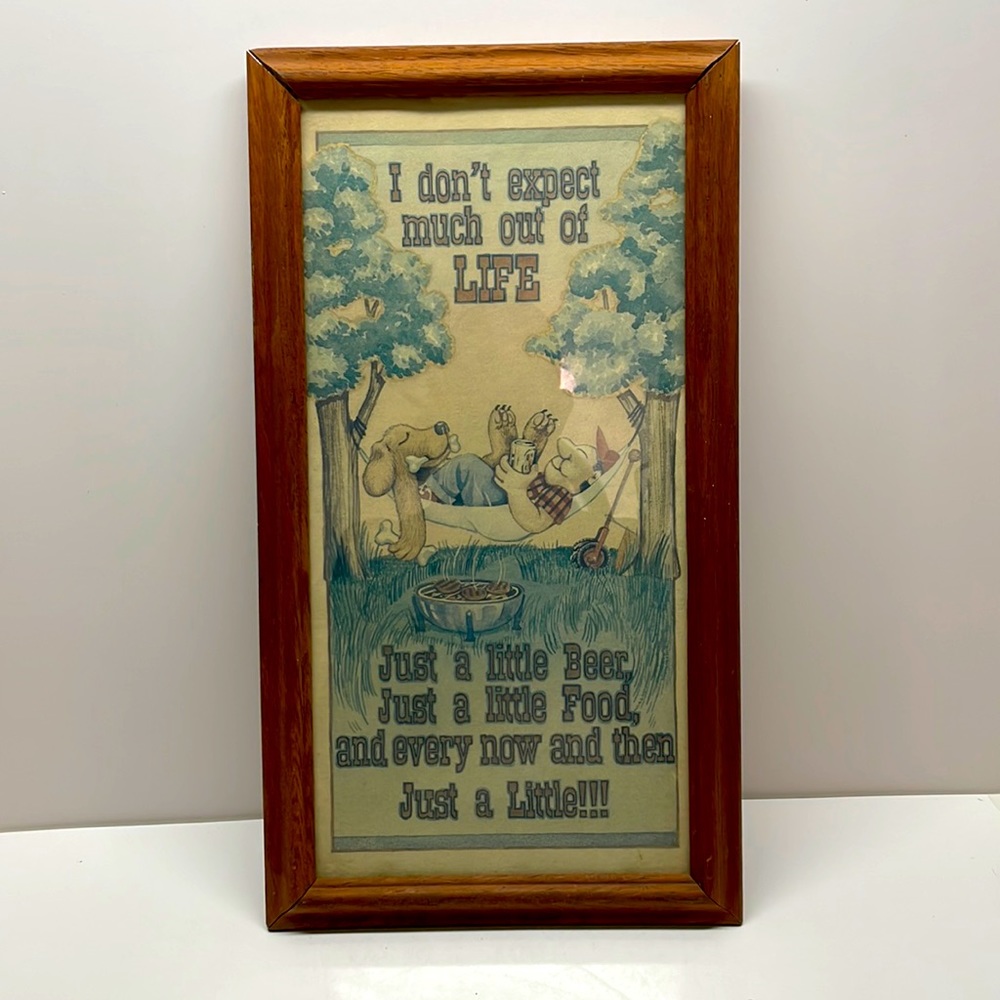 I don't expect
much out of
LIFE
Just a little Beer,
Just a little Food,
and every now and then
Just a Little!!!